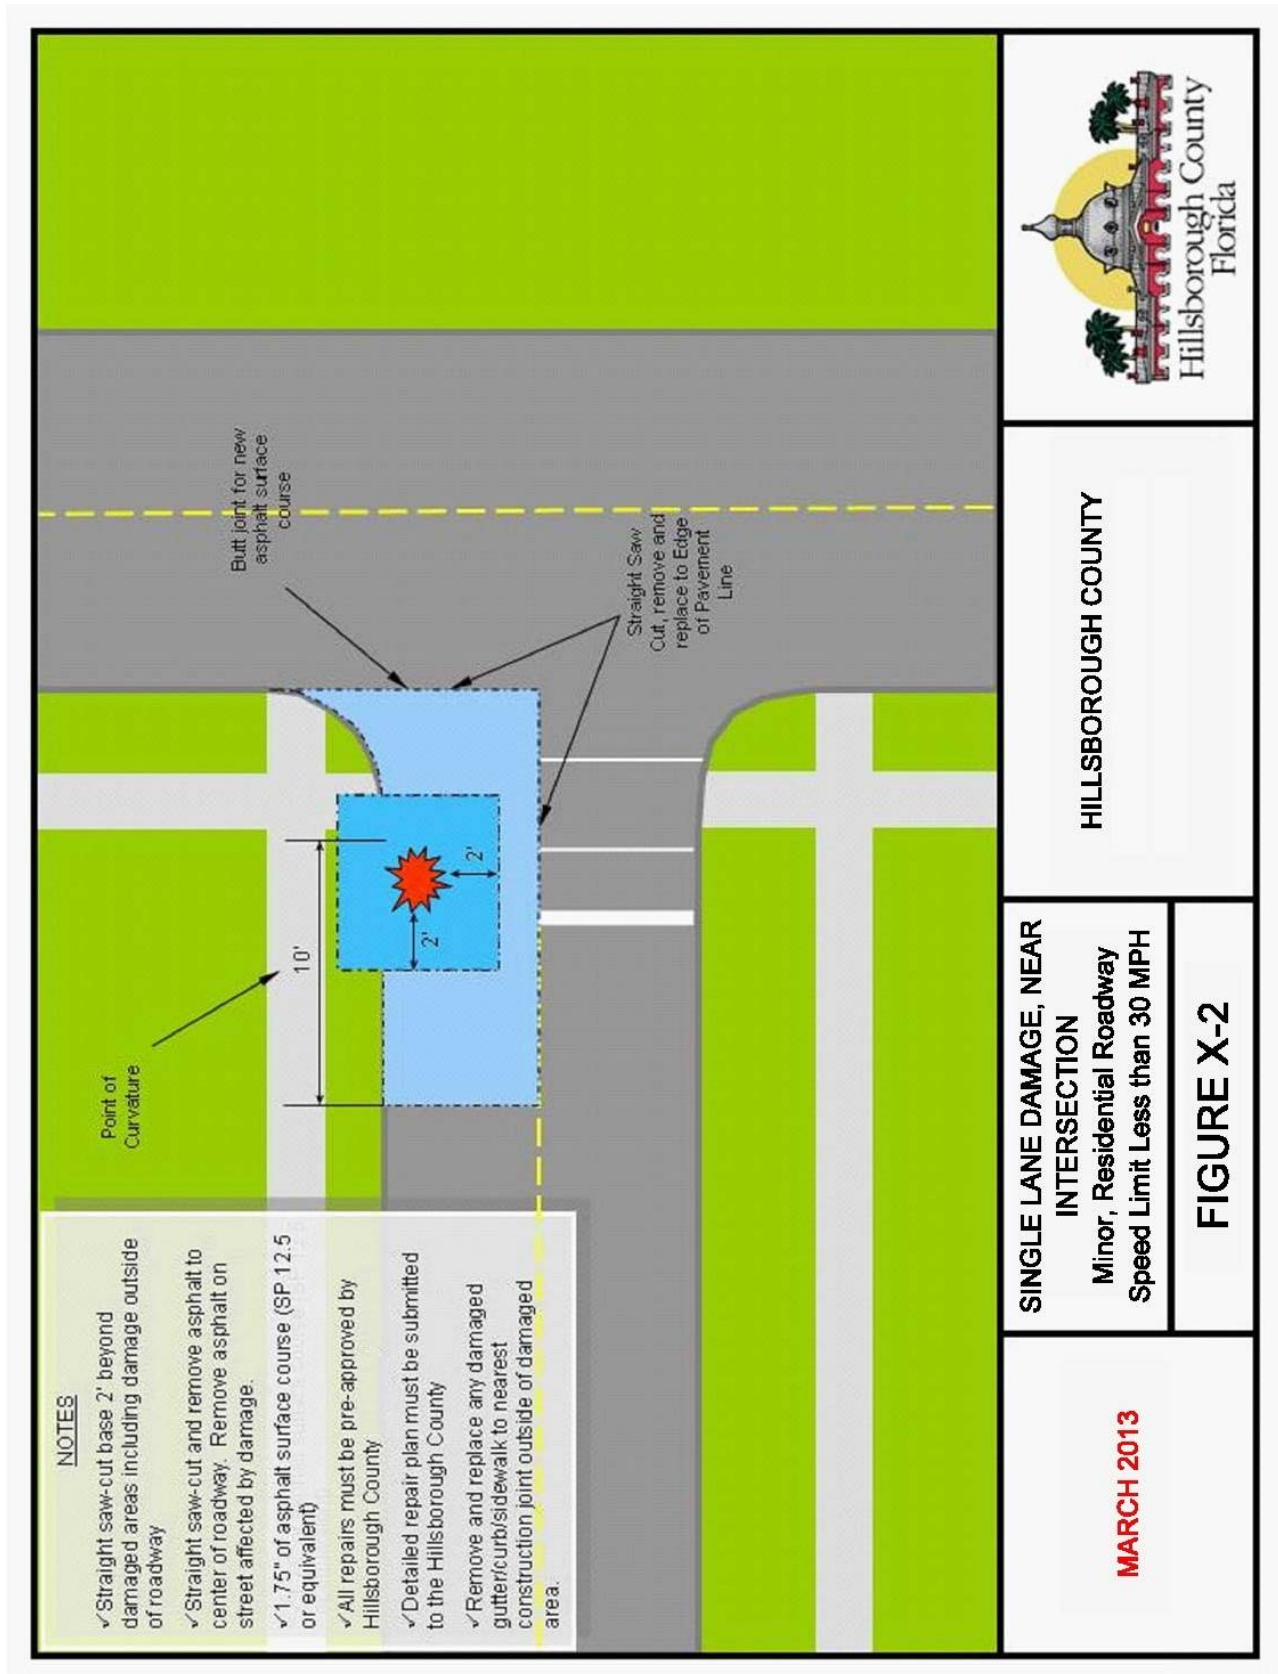 NOTES
✓Straight saw-cut base 2' beyond
damaged areas including damage outside
of roadway
✓Straight saw-cut and remove asphalt to
center of roadway. Remove asphalt on
street affected by damage.
✓1.75" of asphalt surface course (SP 12.5
or equivalent)
✓All repairs must be pre-approved by
Hillsborough County
✓Detailed repair plan must be submitted
to the Hillsborough County
✓Remove and replace any damaged
gutter/curb/sidewalk to nearest
construction joint outside of damaged
area.
Point of
Curvature
10'
2'
2'
Butt joint for new
asphalt surface
course
Straight Saw
Cut, remove and
replace to Edge
of Pavement
Line
MARCH 2013
SINGLE LANE DAMAGE, NEAR
INTERSECTION
Minor, Residential Roadway
Speed Limit Less than 30 MPH
FIGURE X-2
HILLSBOROUGH COUNTY
Hillsborough County
Florida